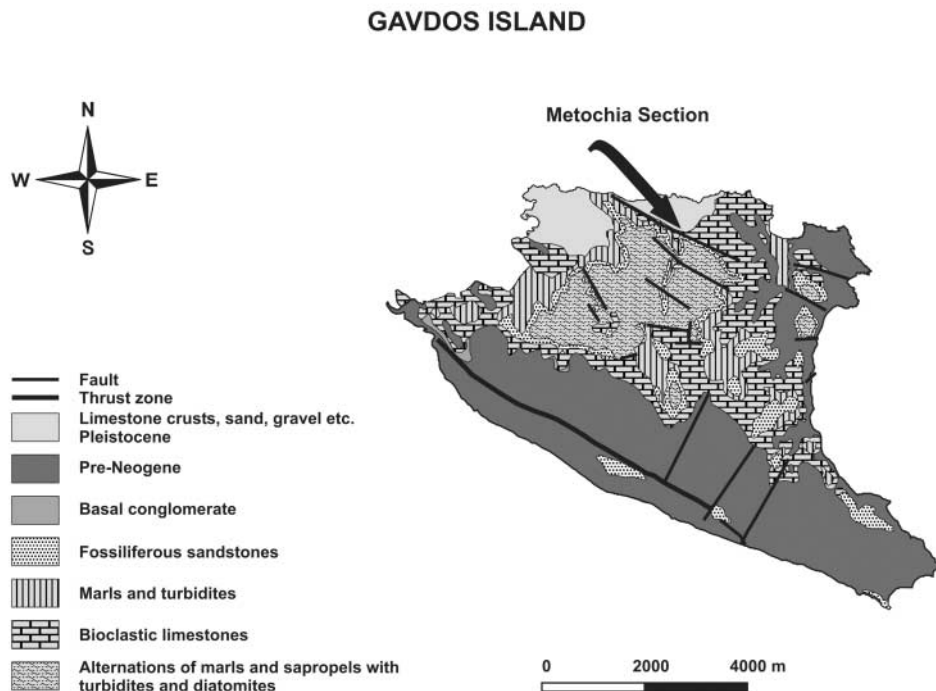 GAVDOS ISLAND
Metochia Section
N
W
E
S
Fault
Thrust zone
Limestone crusts, sand, gravel etc.
Pleistocene
Pre-Neogene
Basal conglomerate
Fossiliferous sandstones
Marls and turbidites
Bioclastic limestones
Alternations of marls and sapropels with
turbidites and diatomites
0 2000 4000 m